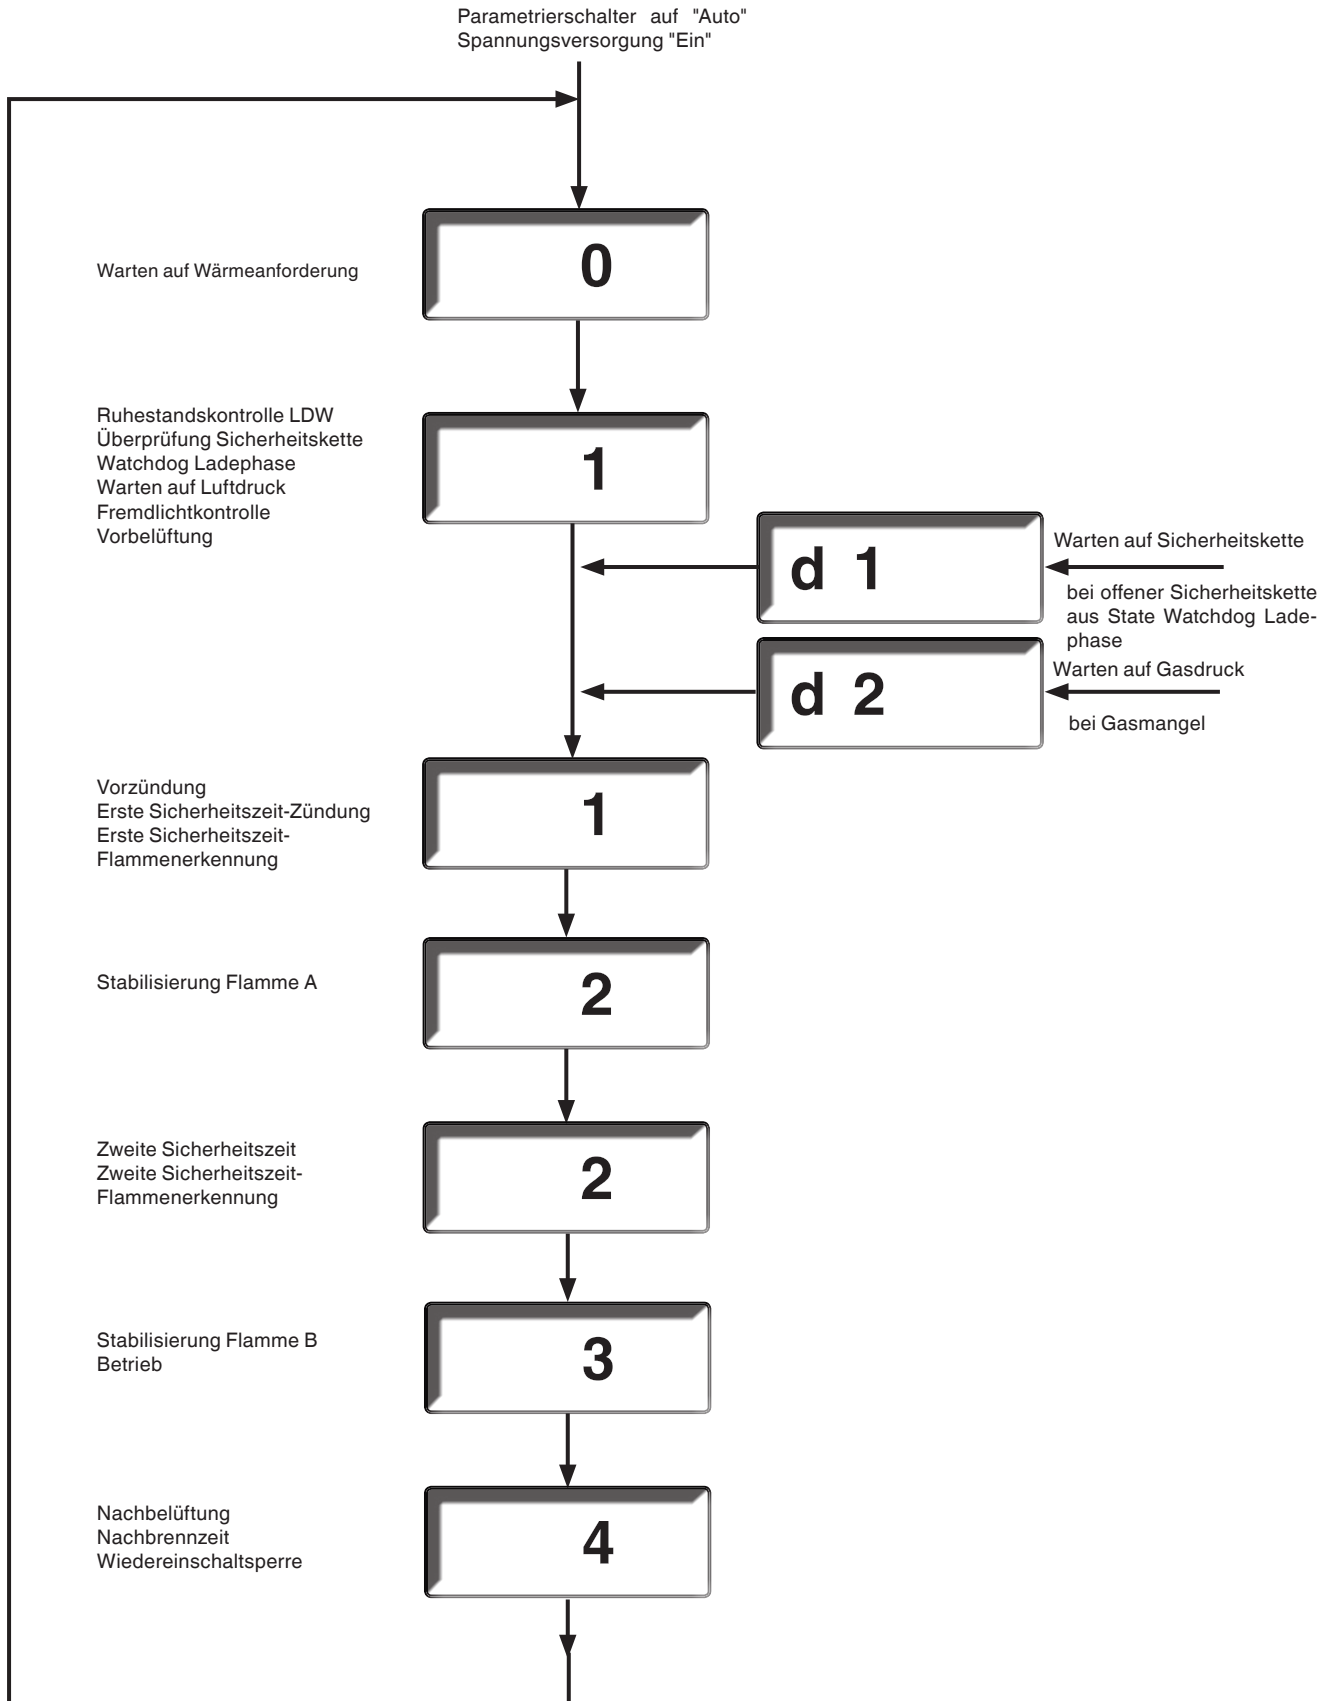 Parametrierschalter auf "Auto"
Spannungsversorgung "Ein"
Warten auf Wärmeanforderung
0
Ruhestandskontrolle LDW
Überprüfung Sicherheitskette
Watchdog Ladephase
Warten auf Luftdruck
Fremdlichtkontrolle
Vorbelüftung
1
d 1
Warten auf Sicherheitskette
bei offener Sicherheitskette
aus State Watchdog Lade-
phase
d 2
Warten auf Gasdruck
bei Gasmangel
Vorzündung
Erste Sicherheitszeit-Zündung
Erste Sicherheitszeit-
Flammenerkennung
1
Stabilisierung Flamme A
2
Zweite Sicherheitszeit
Zweite Sicherheitszeit-
Flammenerkennung
2
Stabilisierung Flamme B
Betrieb
3
Nachbelüftung
Nachbrennzeit
Wiedereinschaltsperre
4